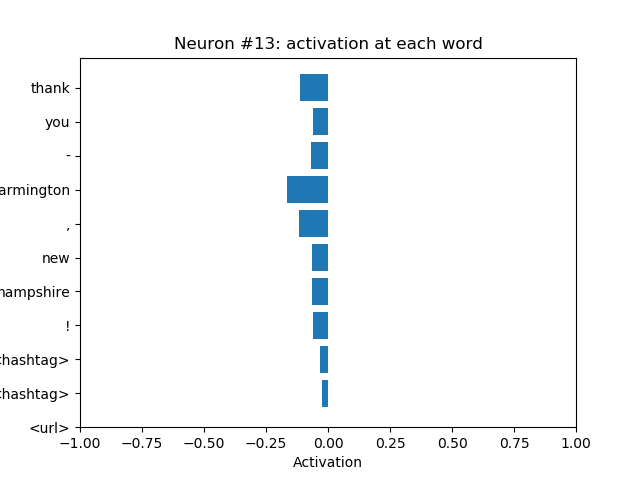 Neuron #13: activation at each word
thank
you
-
armington
,
new
hampshire
!
<hashtag>
<hashtag>
<url>
−1.00 −0.75 −0.50 −0.25 0.00 0.25 0.50 0.75 1.00
Activation